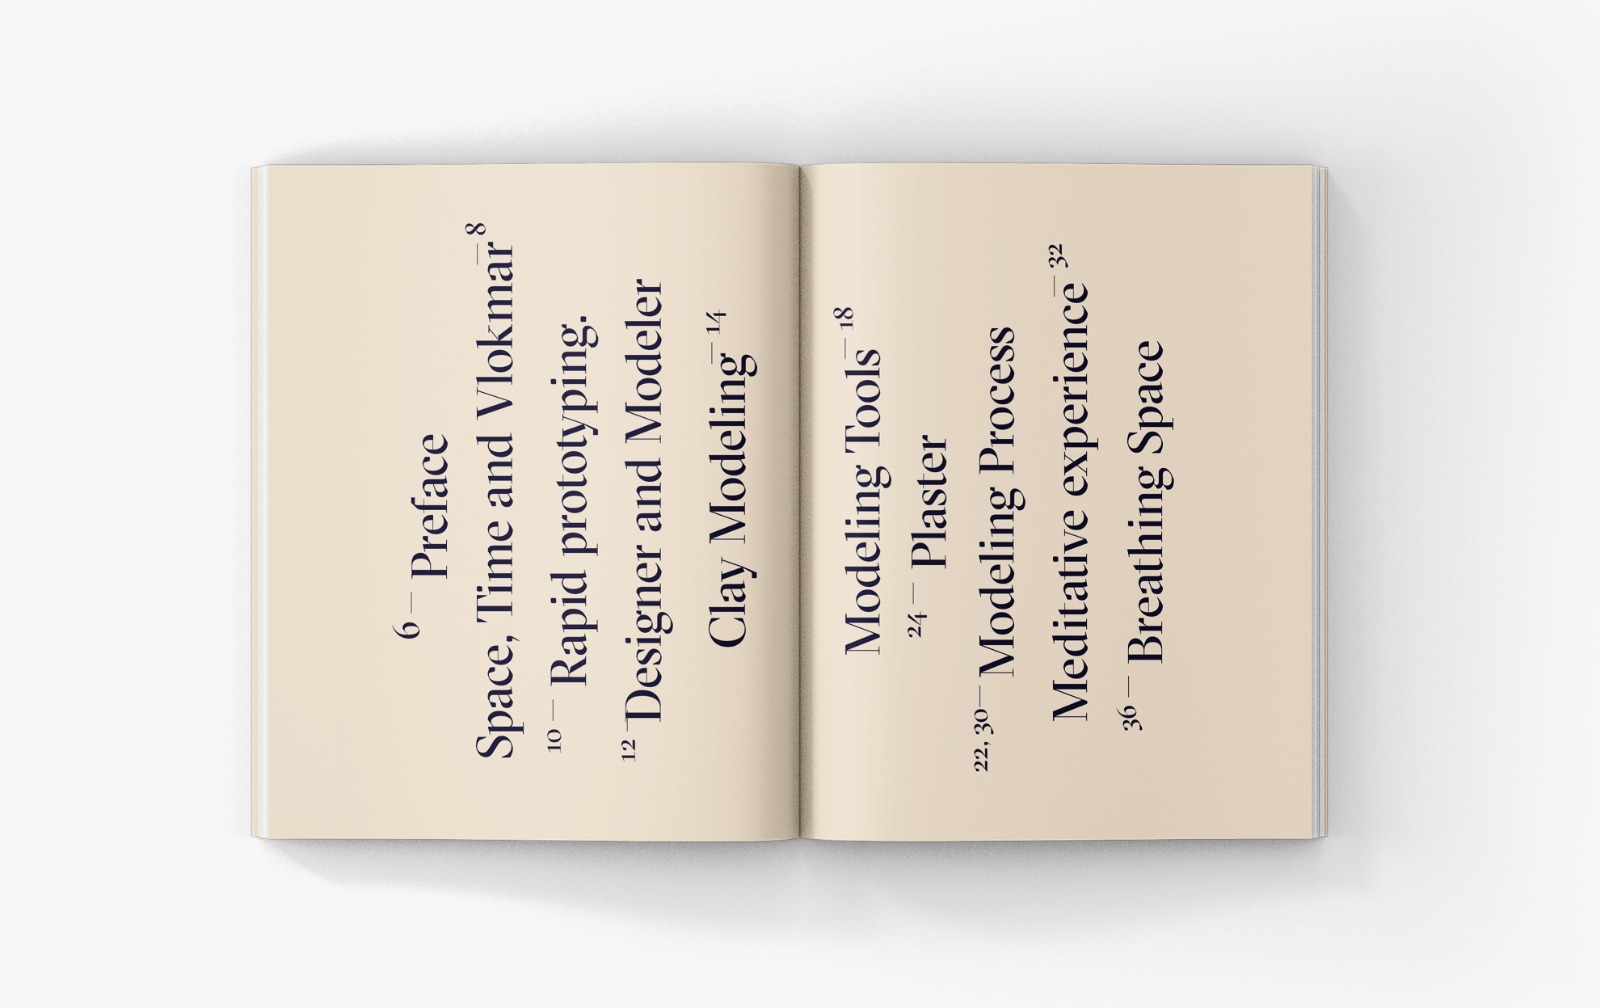 6 — Preface
Space, Time and Vlokmar — 8
10 — Rapid prototyping.
12 — Designer and Modeler
Clay Modeling — 14
Modeling Tools — 18
24 — Plaster
22, 30 — Modeling Process
Meditative experience — 32
36 — Breathing Space